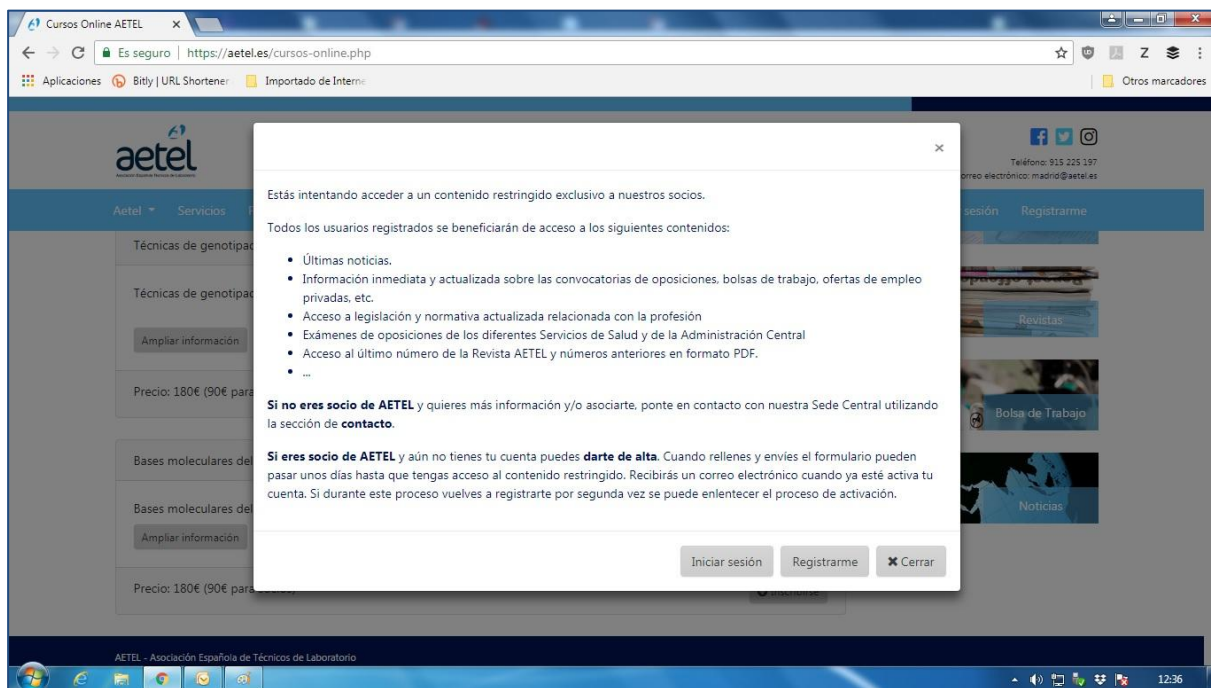 Cursos Online AETEL
Es seguro | https://aetel.es/cursos-online.php
Aplicaciones Bitly | URL Shortener Importado de Interne Otros marcadores
aetel
Asociación Española Técnicos de Laboratorio
Teléfono: 915 225 197
orreo electrónico: madrid@aetel.es
Aetel Servicios sesión Registrarme
×
Estás intentando acceder a un contenido restringido exclusivo a nuestros socios.
Todos los usuarios registrados se beneficiarán de acceso a los siguientes contenidos:
• Últimas noticias.
• Información inmediata y actualizada sobre las convocatorias de oposiciones, bolsas de trabajo, ofertas de empleo
privadas, etc.
• Acceso a legislación y normativa actualizada relacionada con la profesión
• Exámenes de oposiciones de los diferentes Servicios de Salud y de la Administración Central
• Acceso al último número de la Revista AETEL y números anteriores en formato PDF.
• ...
Si no eres socio de AETEL y quieres más información y/o asociarte, ponte en contacto con nuestra Sede Central utilizando
la sección de contacto.
Si eres socio de AETEL y aún no tienes tu cuenta puedes darte de alta. Cuando rellenes y envíes el formulario pueden
pasar unos días hasta que tengas acceso al contenido restringido. Recibirás un correo electrónico cuando ya esté activa tu
cuenta. Si durante este proceso vuelves a registrarte por segunda vez se puede enlentecer el proceso de activación.
Iniciar sesión Registrarme ✖ Cerrar
Técnicas de genotipac
Técnicas de genotipac
Ampliar información
Precio: 180€ (90€ para
Bases moleculares del
Bases moleculares del
Ampliar información
Precio: 180€ (90€ para socios)
Inscribirse
Revistas
Bolsa de Trabajo
Noticias
AETEL - Asociación Española de Técnicos de Laboratorio
12:36